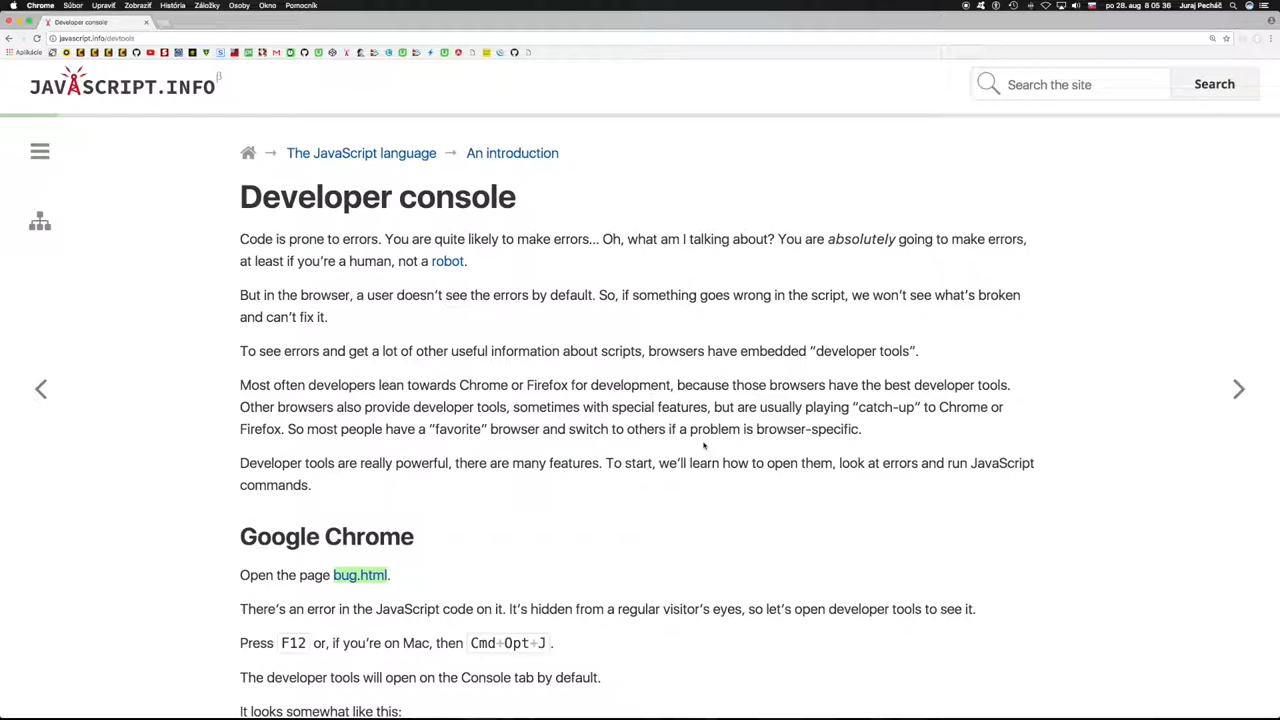 Chrome Súbor Upraviť Zobraziť História Záložky Osoby Okno Pomocník po 28. aug 8 05 36 Juraj Pecháč
Developer console
javascript.info/devtools
Aplikácie
JAVASCRIPT.INFO β
Search the site Search
→ The JavaScript language → An introduction
Developer console
Code is prone to errors. You are quite likely to make errors... Oh, what am I talking about? You are absolutely going to make errors,
at least if you're a human, not a robot.
But in the browser, a user doesn't see the errors by default. So, if something goes wrong in the script, we won't see what's broken
and can't fix it.
To see errors and get a lot of other useful information about scripts, browsers have embedded “developer tools”.
Most often developers lean towards Chrome or Firefox for development, because those browsers have the best developer tools.
Other browsers also provide developer tools, sometimes with special features, but are usually playing “catch-up” to Chrome or
Firefox. So most people have a “favorite” browser and switch to others if a problem is browser-specific.
Developer tools are really powerful, there are many features. To start, we'll learn how to open them, look at errors and run JavaScript
commands.
Google Chrome
Open the page bug.html.
There's an error in the JavaScript code on it. It's hidden from a regular visitor's eyes, so let's open developer tools to see it.
Press F12 or, if you're on Mac, then Cmd+Opt+J.
The developer tools will open on the Console tab by default.
It looks somewhat like this: